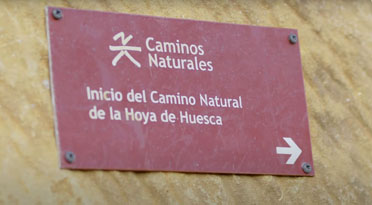 Caminos
Naturales
Inicio del Camino Natural
de la Hoya de Huesca